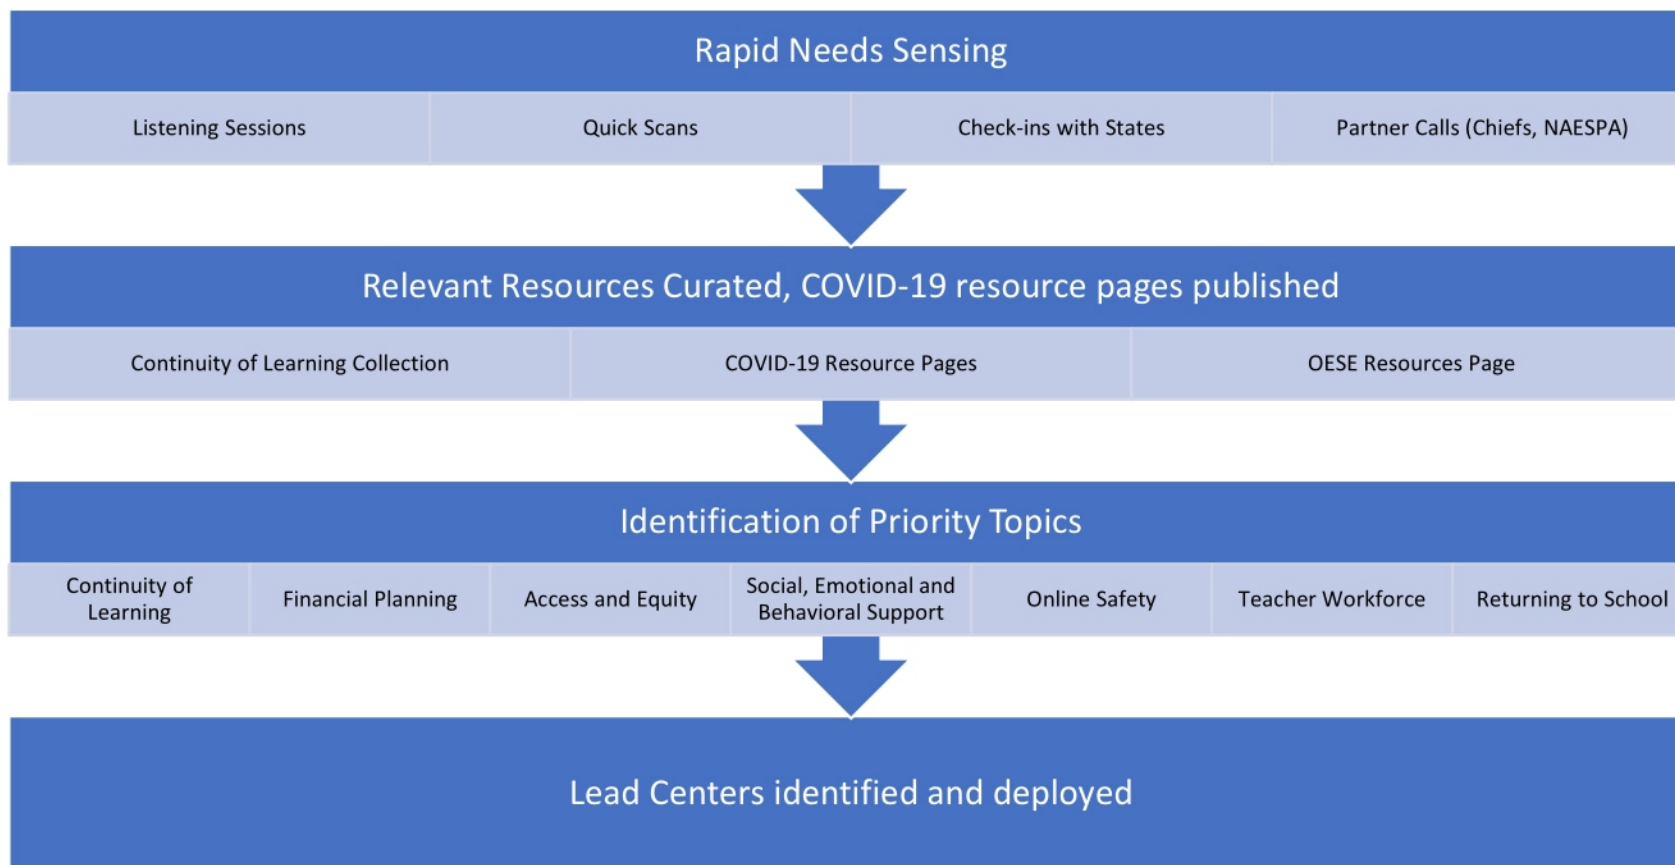 Rapid Needs Sensing
Listening Sessions
Quick Scans
Check-ins with States
Partner Calls (Chiefs, NAESPA)
Relevant Resources Curated, COVID-19 resource pages published
Continuity of Learning Collection
COVID-19 Resource Pages
OESE Resources Page
Identification of Priority Topics
Continuity of
Learning
Financial Planning
Access and Equity
Social, Emotional and
Behavioral Support
Online Safety
Teacher Workforce
Returning to School
Lead Centers identified and deployed